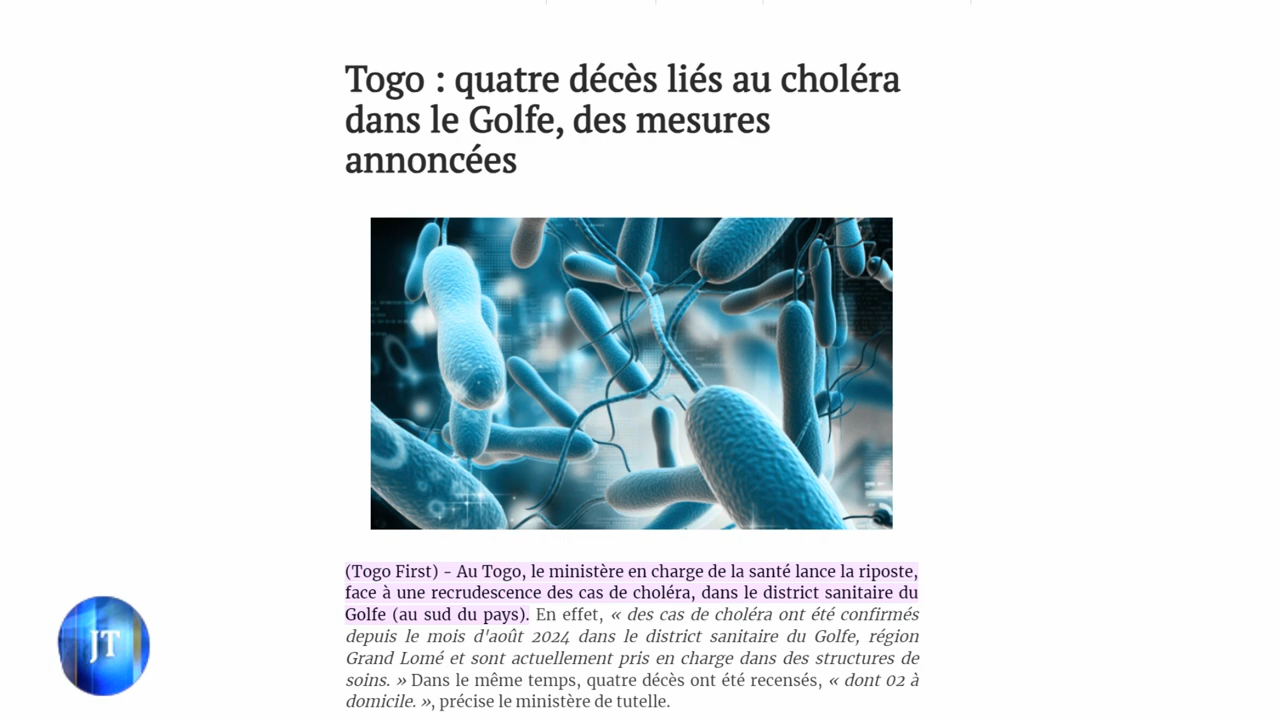 Togo : quatre décès liés au choléra
dans le Golfe, des mesures
annoncées
(Togo First) - Au Togo, le ministère en charge de la santé lance la riposte,
face à une recrudescence des cas de choléra, dans le district sanitaire du
Golfe (au sud du pays). En effet, « des cas de choléra ont été confirmés
depuis le mois d'août 2024 dans le district sanitaire du Golfe, région
Grand Lomé et sont actuellement pris en charge dans des structures de
soins. » Dans le même temps, quatre décès ont été recensés, « dont 02 à
domicile. », précise le ministère de tutelle.
JT